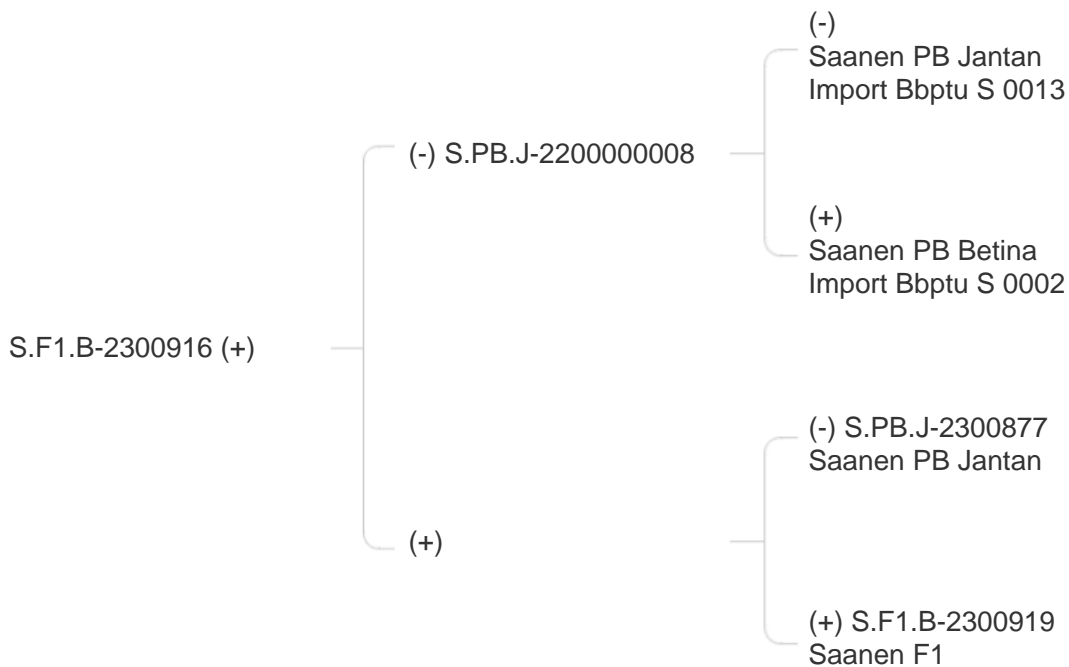 (-)
Saanen PB Jantan
Import Bbptu S 0013
(-) S.PB.J-2200000008
(+)
Saanen PB Betina
Import Bbptu S 0002
S.F1.B-2300916 (+)
(-) S.PB.J-2300877
Saanen PB Jantan
(+)
(+) S.F1.B-2300919
Saanen F1